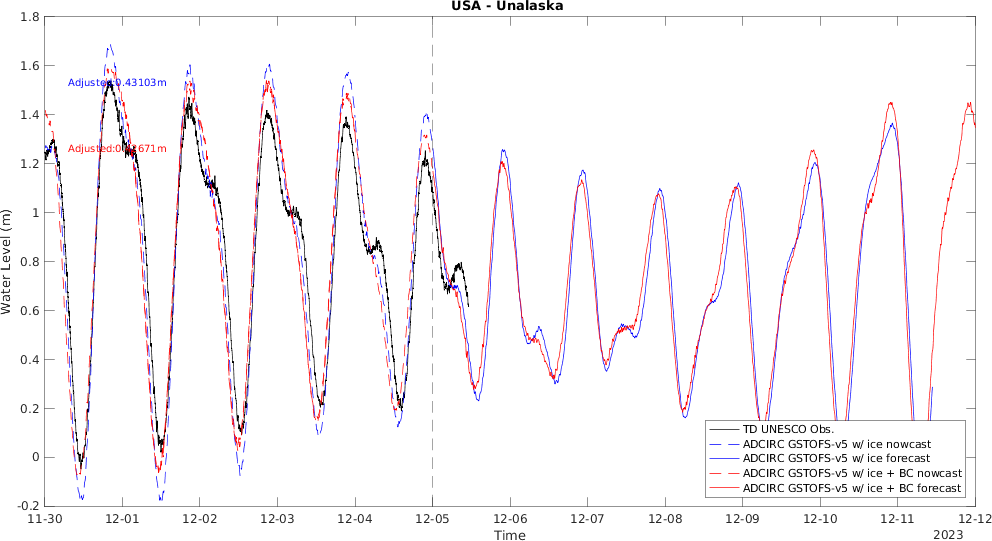 USA - Unalaska
1.8
1.6
1.4
1.2
1
0.8
0.6
0.4
0.2
0
-0.2
Water Level (m)
Adjusted:0.43103m
TD UNESCO Obs.
ADCIRC GSTOFS-v5 w/ ice nowcast
ADCIRC GSTOFS-v5 w/ ice forecast
ADCIRC GSTOFS-v5 w/ ice + BC nowcast
ADCIRC GSTOFS-v5 w/ ice + BC forecast
11-30 12-01 12-02 12-03 12-04 12-05 12-06 12-07 12-08 12-09 12-10 12-11 12-12
Time
2023